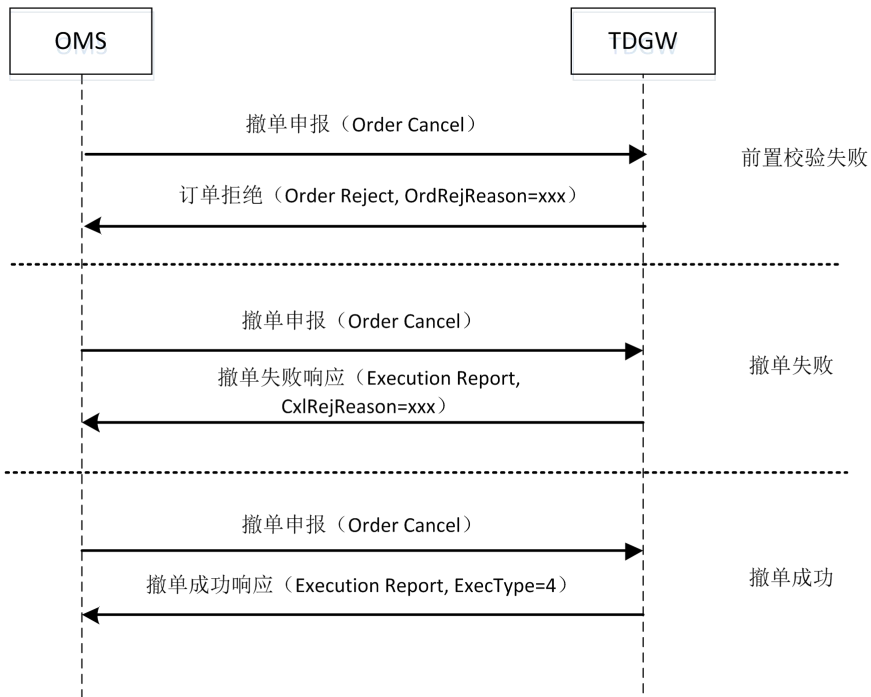 OMS
TDGW
撤单申报（Order Cancel）
前置校验失败
订单拒绝（Order Reject, OrdRejReason=xxx）
撤单申报（Order Cancel）
撤单失败
撤单失败响应（Execution Report,
CxlRejReason=xxx）
撤单申报（Order Cancel）
撤单成功
撤单成功响应（Execution Report, ExecType=4）